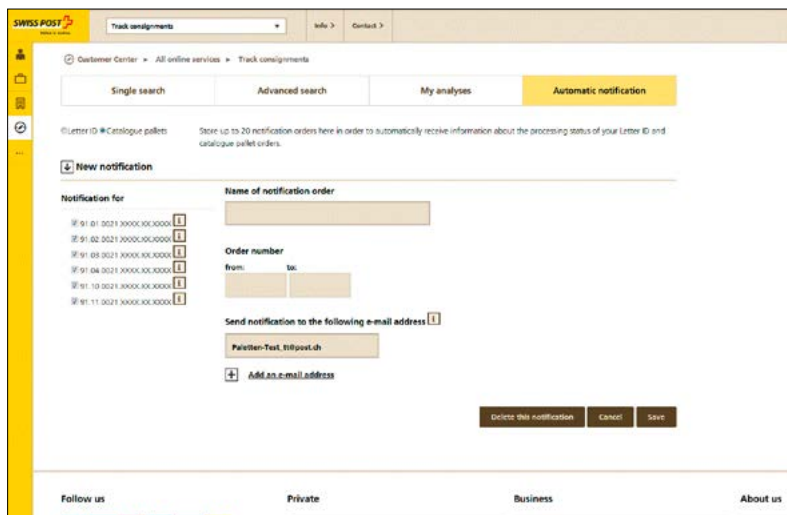 SWISS POST
Track consignments
Info >
Contact >
Customer Center ▸ All online services ▸ Track consignments
Single search
Advanced search
My analyses
Automatic notification
Letter ID Catalogue pallets
Store up to 20 notification orders here in order to automatically receive information about the processing status of your Letter ID and
catalogue pallet orders.
New notification
Notification for
91.01.0021.XXXX.XX.XXXX
91.02.0021.XXXX.XX.XXXX
91.03.0021.XXXX.XX.XXXX
91.04.0021.XXXX.XX.XXXX
91.10.0021.XXXX.XX.XXXX
91.11.0021.XXXX.XX.XXXX
Name of notification order
Order number
from:
to:
Send notification to the following e-mail address
Paletten-Test_tt@post.ch
Add an e-mail address
Delete this notification
Cancel
Save
Follow us
Private
Business
About us